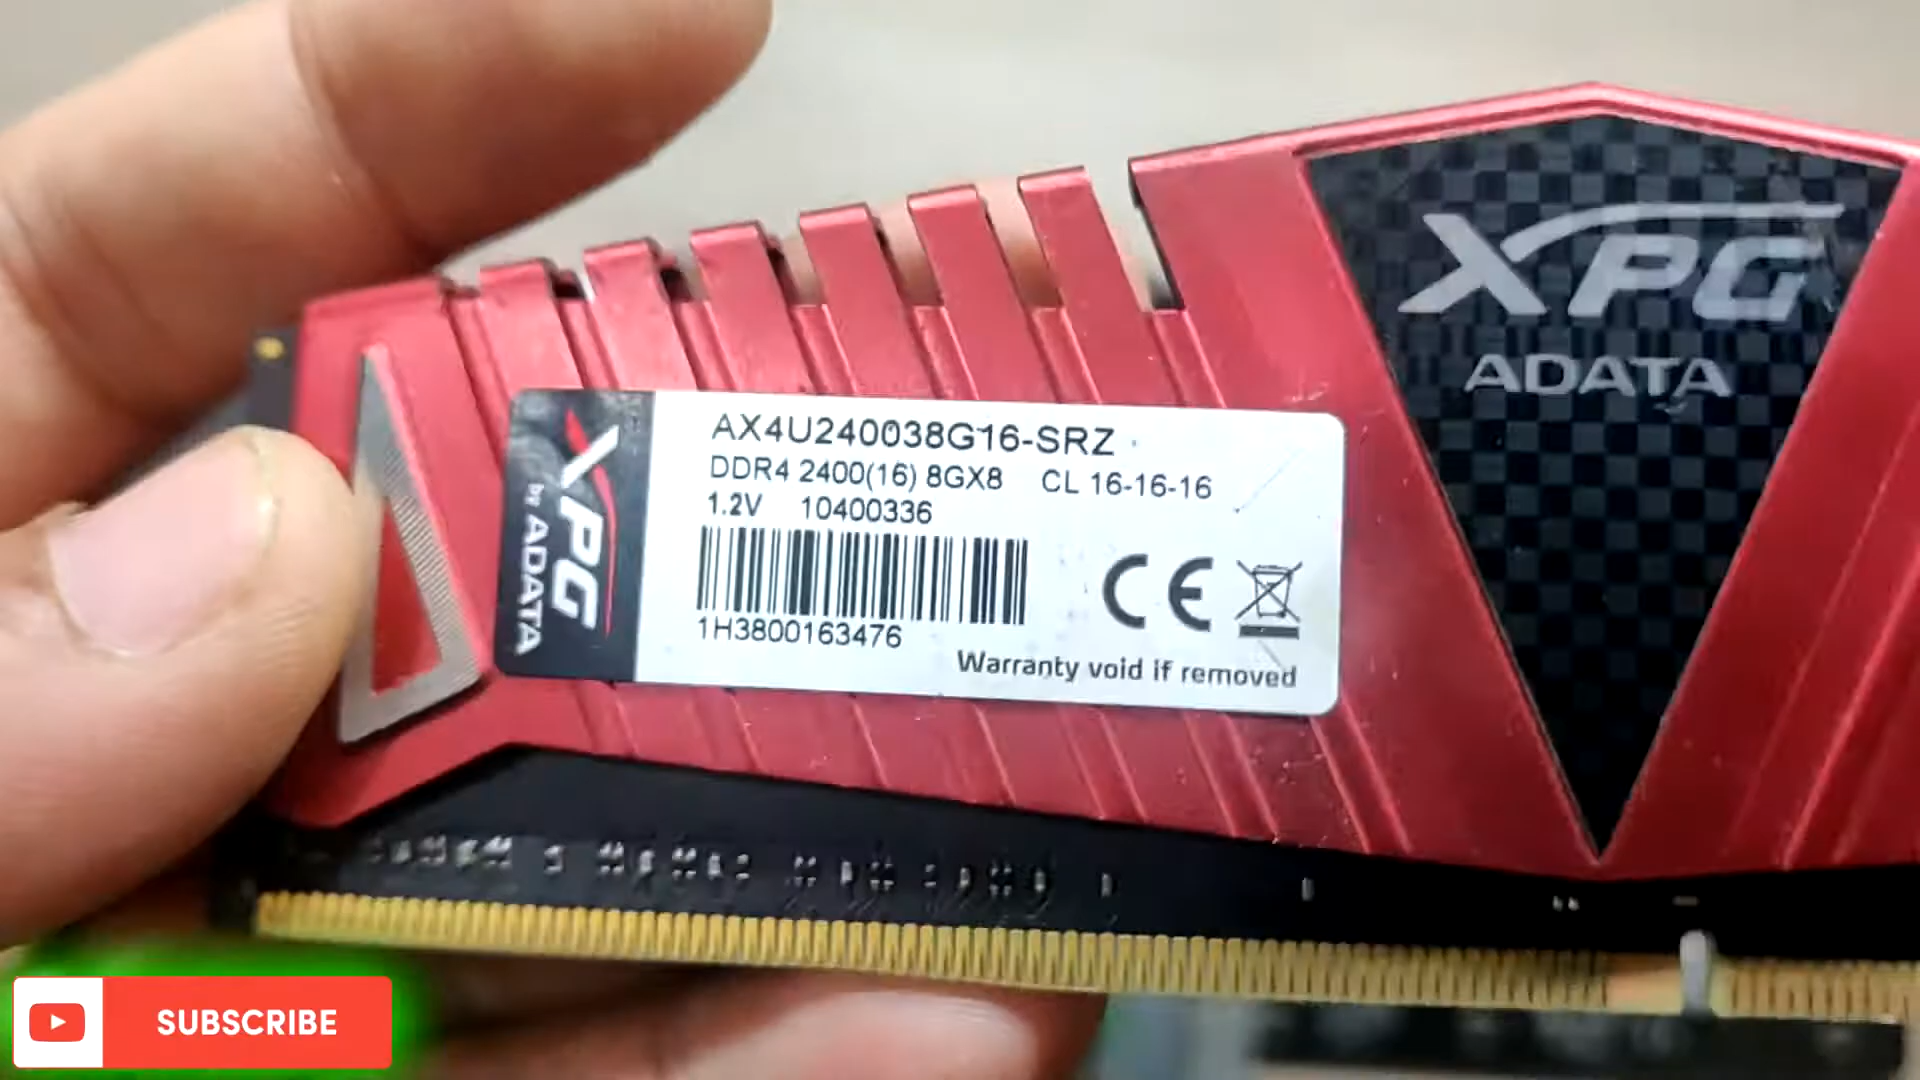 XPG
ADATA
XPG
by ADATA
AX4U240038G16-SRZ
DDR4 2400(16) 8GX8 CL 16-16-16
1.2V 10400336
1H3800163476
CE
Warranty void if removed
SUBSCRIBE